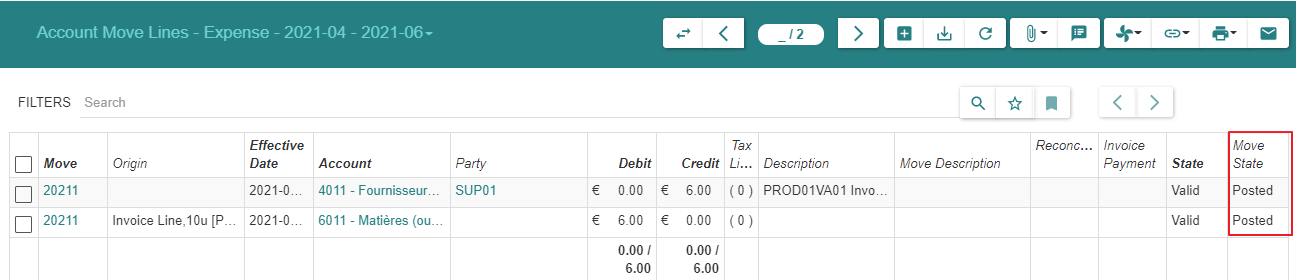 Account Move Lines - Expense - 2021-04 - 2021-06
_ / 2
FILTERS Search
Move Origin Effective Date Account Party Debit Credit Tax Li... Description Move Description Reconc... Invoice Payment State Move State
20211 2021-0... 4011 - Fournisseur... SUP01 € 0.00 € 6.00 ( 0 ) PROD01VA01 Invo... Valid Posted
20211 Invoice Line,10u [P... 2021-0... 6011 - Matières (ou... € 6.00 € 0.00 ( 0 ) Valid Posted
0.00 / 0.00 /
6.00 6.00